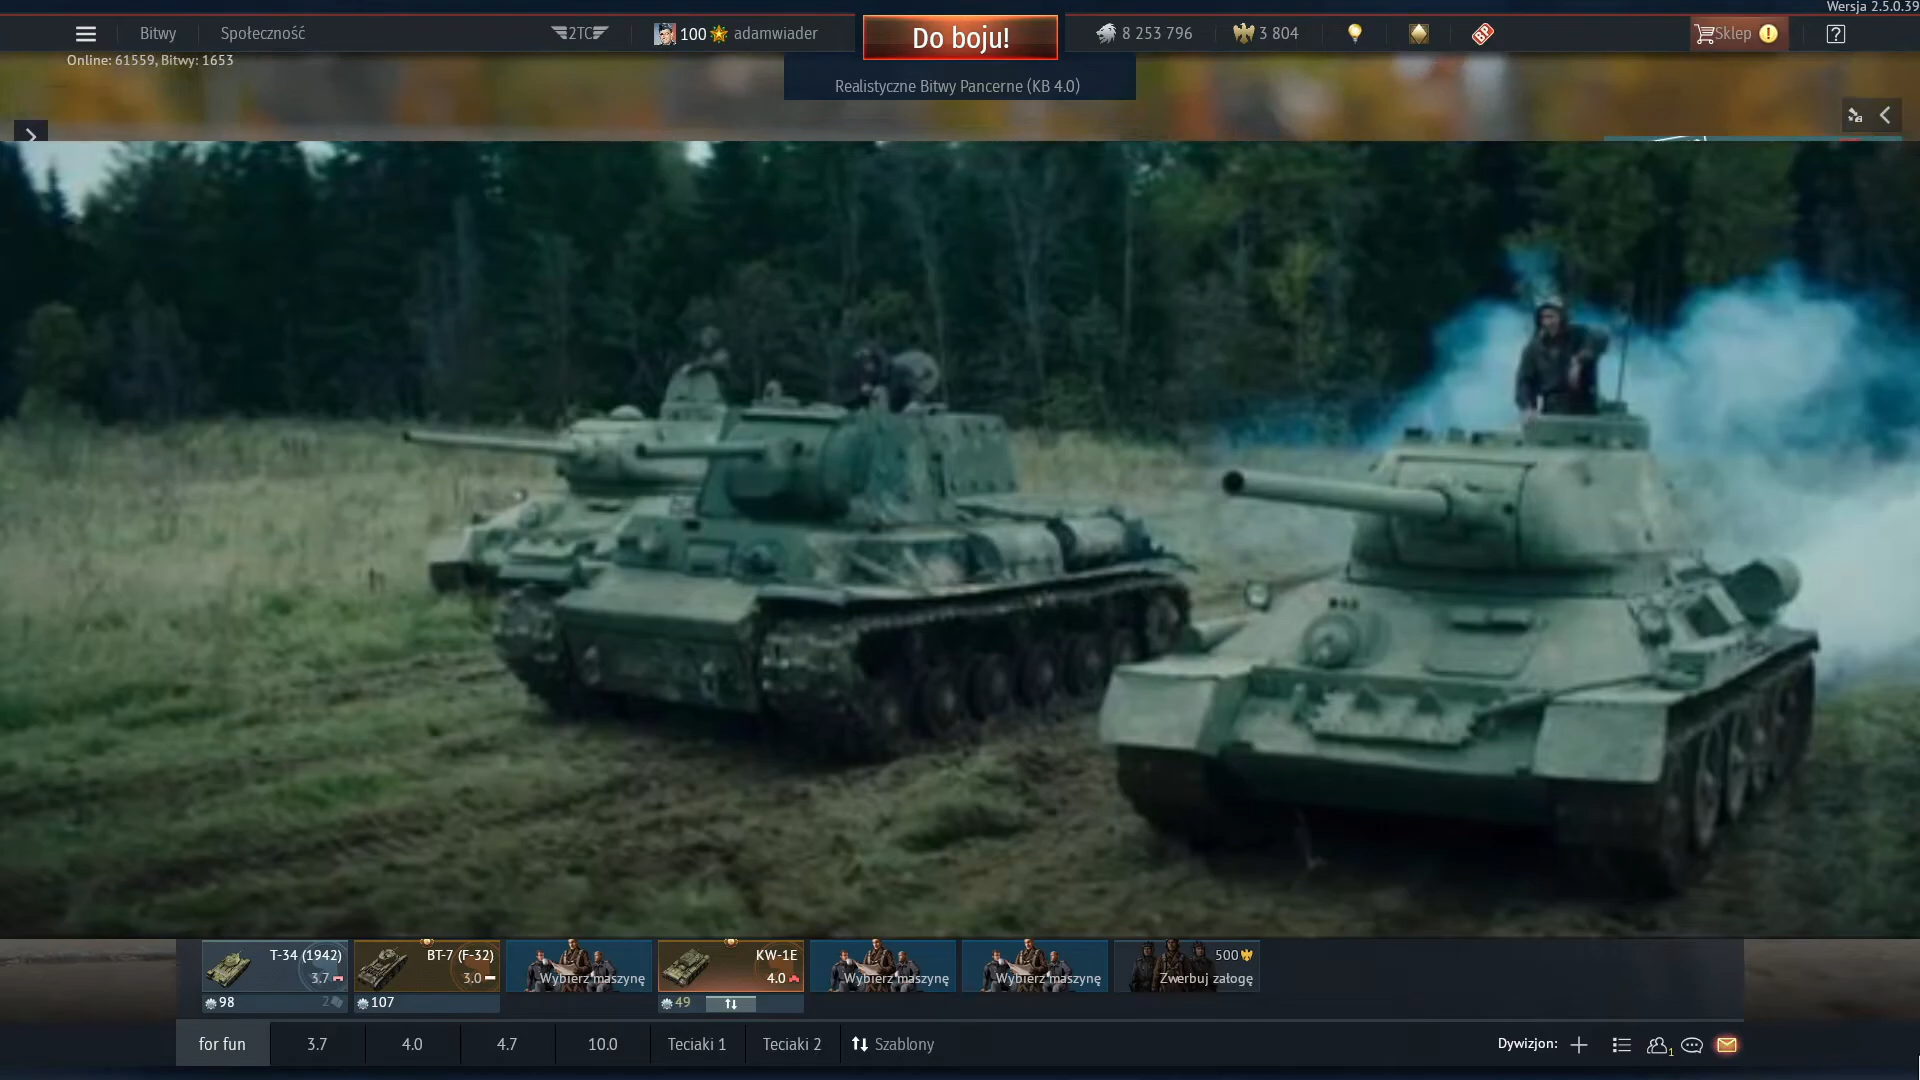 Wersja 2.5.0.39
Bitwy
Społeczność
2TC
100 adamwiader
Do boju!
8 253 796
3 804
BP
Sklep
Online: 61559, Bitwy: 1653
Realistyczne Bitwy Pancerne (KB 4.0)
T-34 (1942)
3.7
98
2
BT-7 (F-32)
3.0
107
Wybierz maszynę
KW-1E
4.0
49
Wybierz maszynę
Wybierz maszynę
500
Zwerbuj załogę
for fun
3.7
4.0
4.7
10.0
Teciaki 1
Teciaki 2
Szablony
Dywizjon:
1